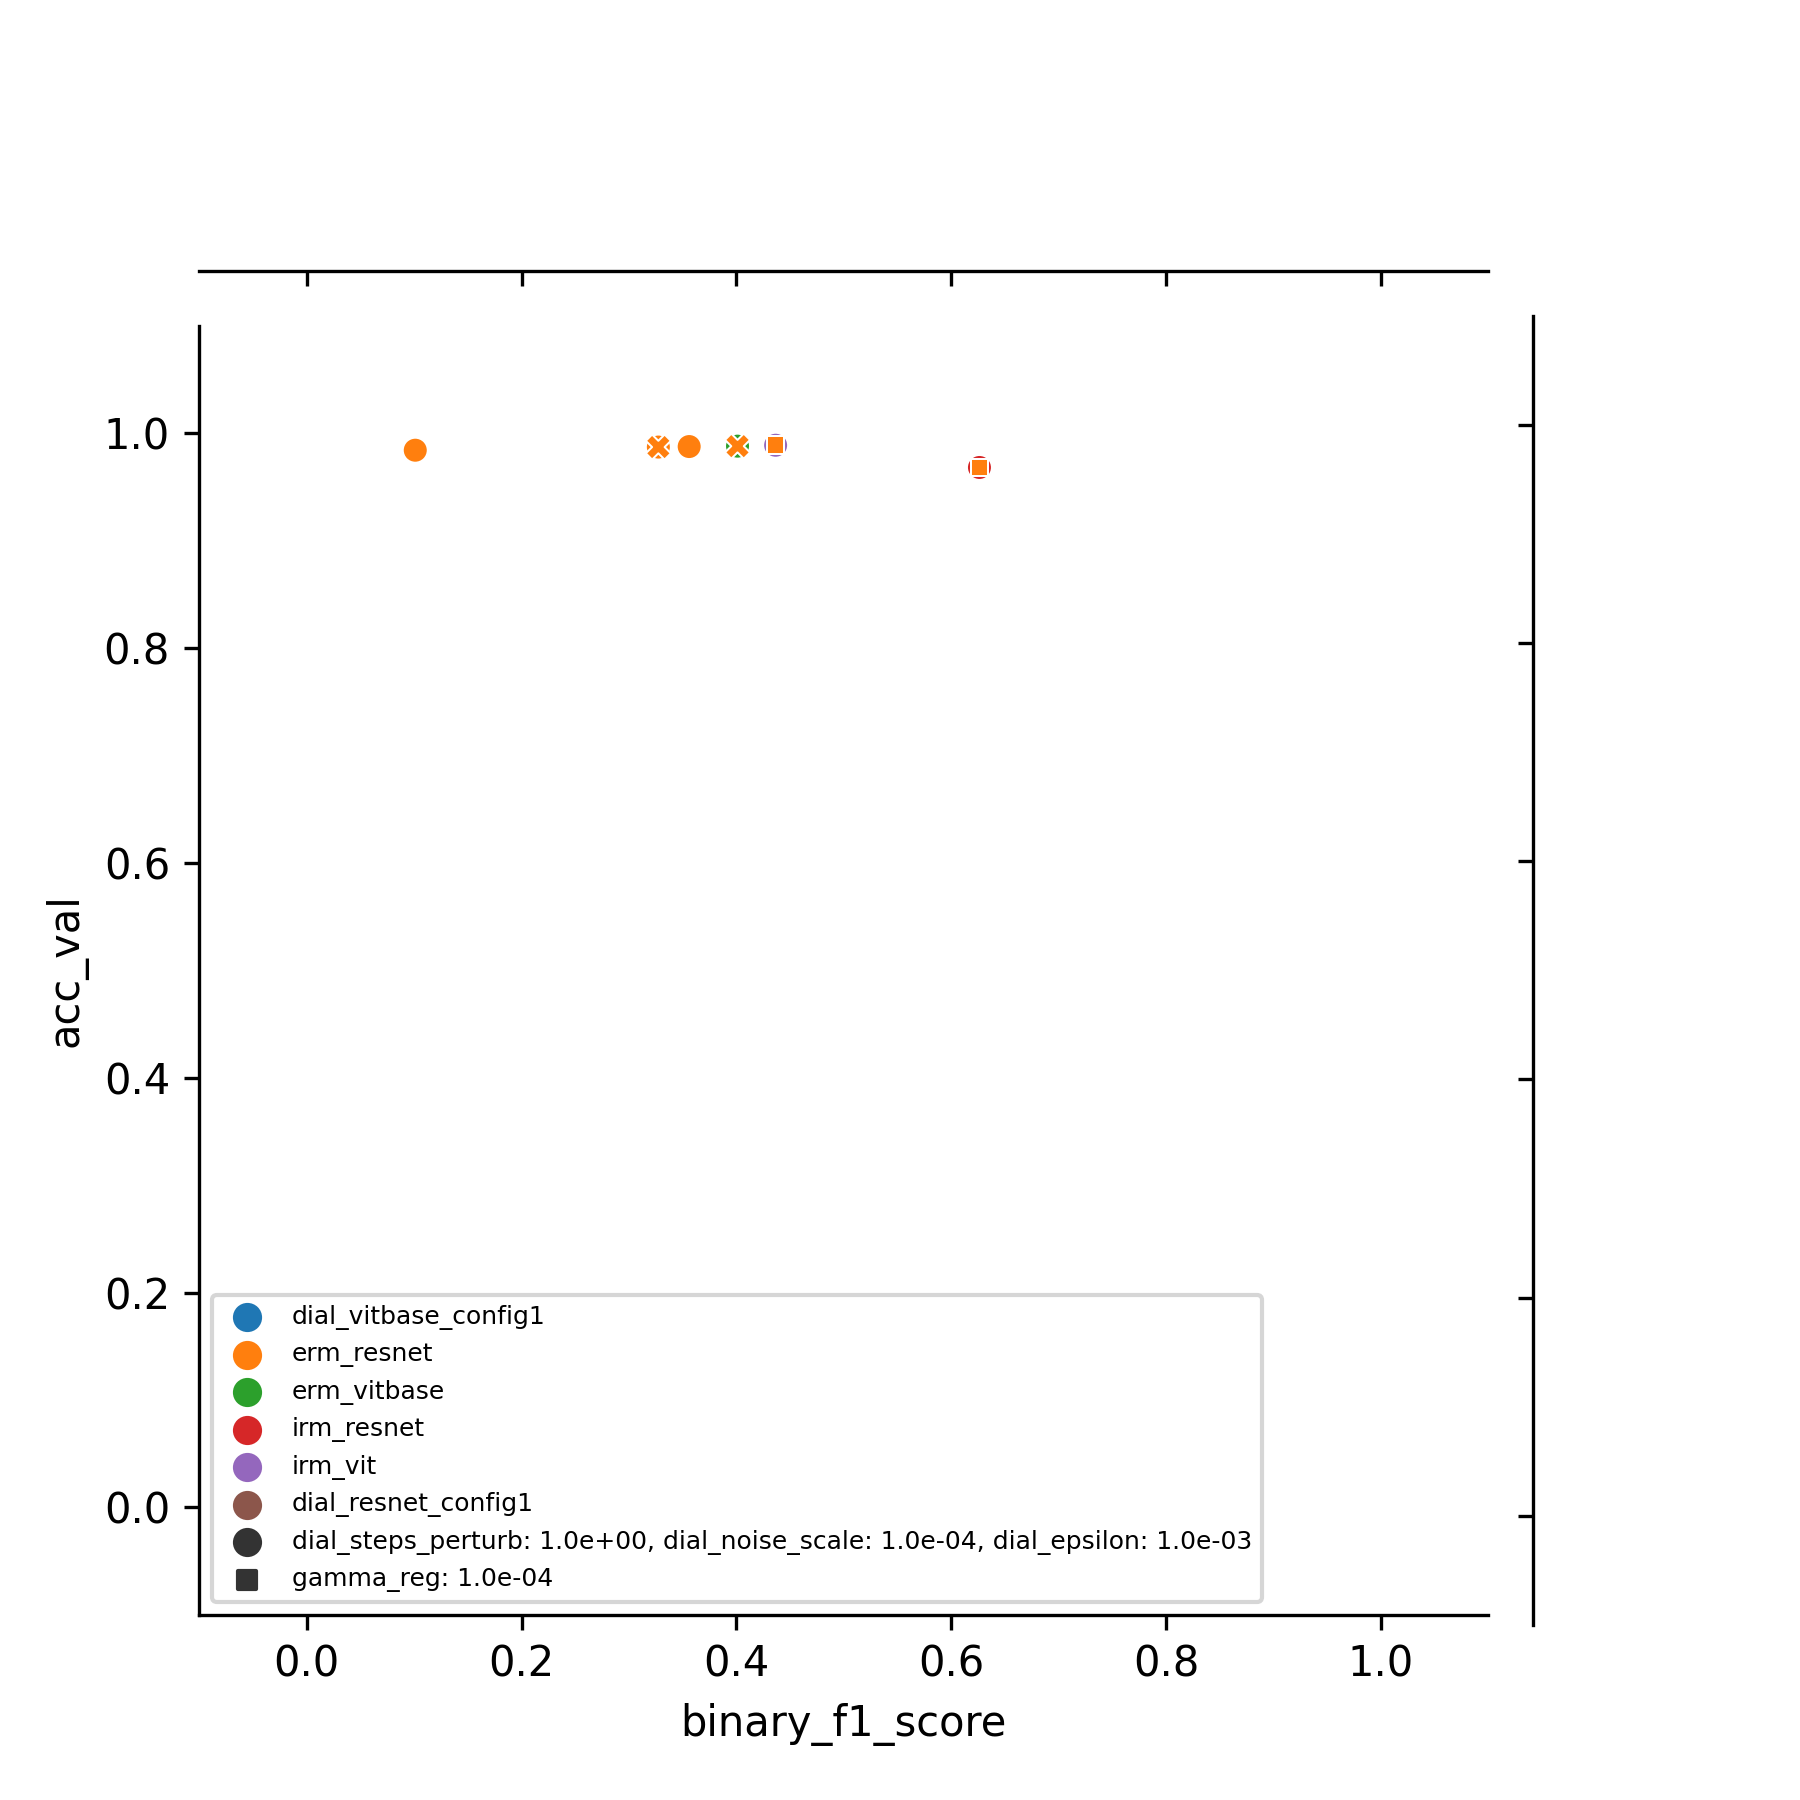 1.0
0.8
0.6
0.4
0.2
0.0
acc_val
dial_vitbase_config1
erm_resnet
erm_vitbase
irm_resnet
irm_vit
dial_resnet_config1
dial_steps_perturb: 1.0e+00, dial_noise_scale: 1.0e-04, dial_epsilon: 1.0e-03
gamma_reg: 1.0e-04
0.0 0.2 0.4 0.6 0.8 1.0
binary_f1_score